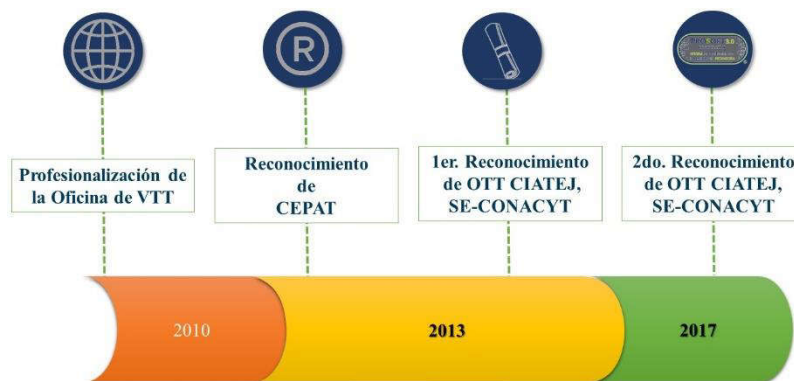 ®
Profesionalización de
la Oficina de VTT
Reconocimiento
de
CEPAT
1er. Reconocimiento
de OTT CIATEJ,
SE-CONACYT
2do. Reconocimiento
de OTT CIATEJ,
SE-CONACYT
2010
2013
2017